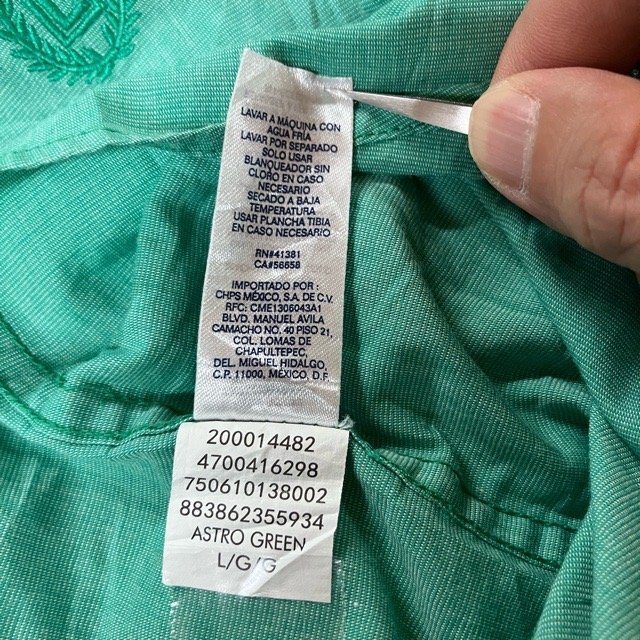 LAVAR A MÁQUINA CON
AGUA FRÍA
LAVAR POR SEPARADO
SOLO USAR
BLANQUEADOR SIN
CLORO EN CASO
NECESARIO
SECADO A BAJA
TEMPERATURA
USAR PLANCHA TIBIA
EN CASO NECESARIO
RN#41381
CA#56658
IMPORTADO POR:
CHPS MÉXICO, S.A. DE C.V.
RFC: CME1306043A1
BLVD. MANUEL AVILA
CAMACHO NO. 40 PISO 21,
COL. LOMAS DE
CHAPULTEPEC,
DEL. MIGUEL HIDALGO,
C.P. 11000, MÉXICO, D.F.
200014482
4700416298
750610138002
883862355934
ASTRO GREEN
L/G/G